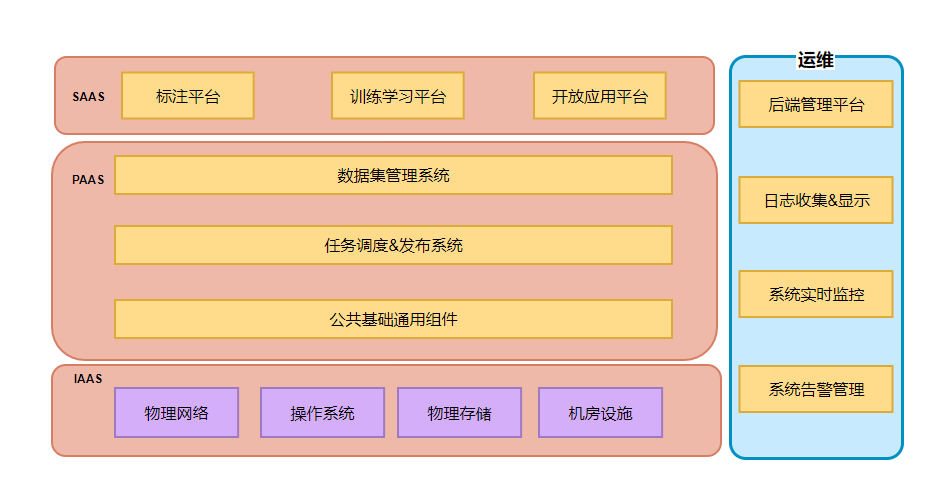 SAAS
标注平台
训练学习平台
开放应用平台
PAAS
数据集管理系统
任务调度&发布系统
公共基础通用组件
IAAS
物理网络
操作系统
物理存储
机房设施
运维
后端管理平台
日志收集&显示
系统实时监控
系统告警管理